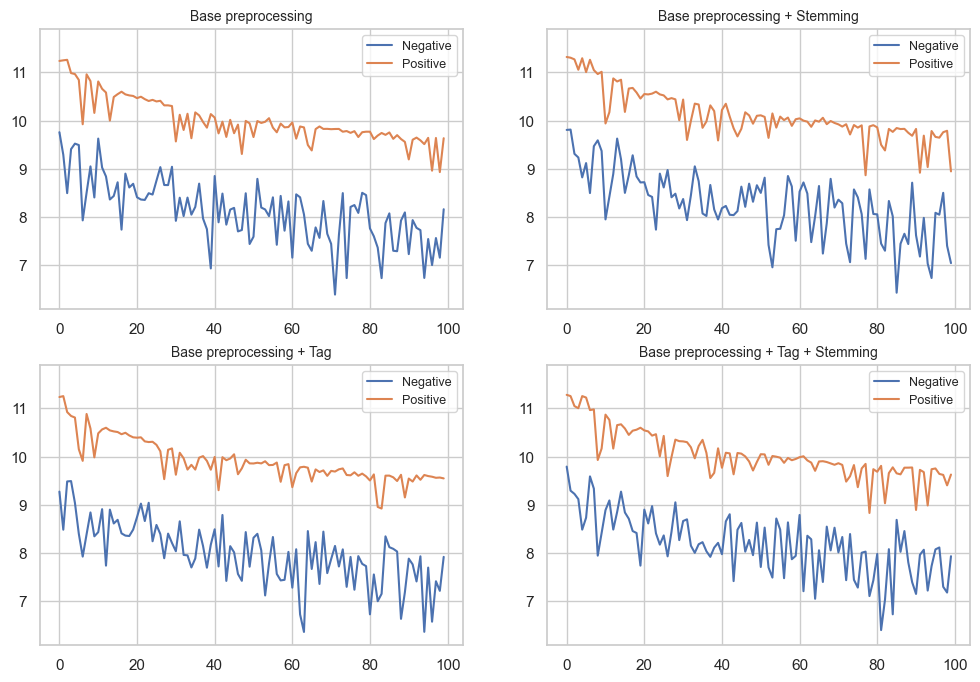 Base preprocessing
Negative
Positive
11
10
9
8
7
0 20 40 60 80 100
Base preprocessing + Stemming
Negative
Positive
11
10
9
8
7
0 20 40 60 80 100
Base preprocessing + Tag
Negative
Positive
11
10
9
8
7
0 20 40 60 80 100
Base preprocessing + Tag + Stemming
Negative
Positive
11
10
9
8
7
0 20 40 60 80 100